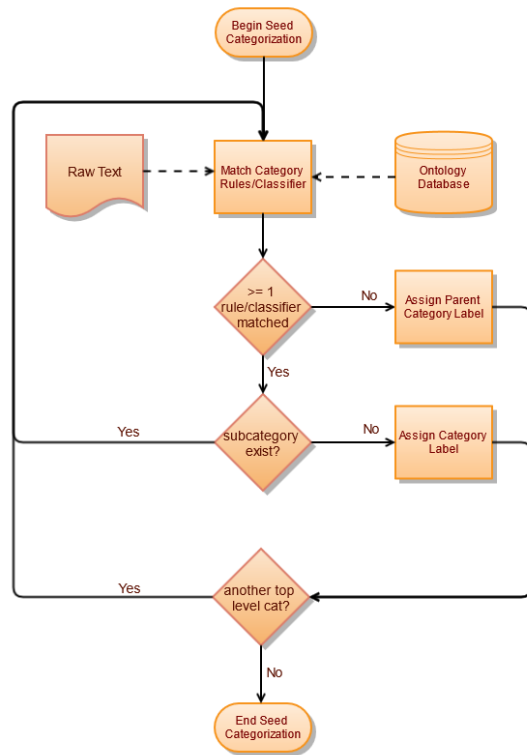 Begin Seed
Categorization
Raw Text
Match Category
Rules/Classifier
Ontology
Database
>= 1
rule/classifier
matched
No
Assign Parent
Category Label
Yes
Yes
subcategory
exist?
No
Assign Category
Label
Yes
another top
level cat?
No
End Seed
Categorization